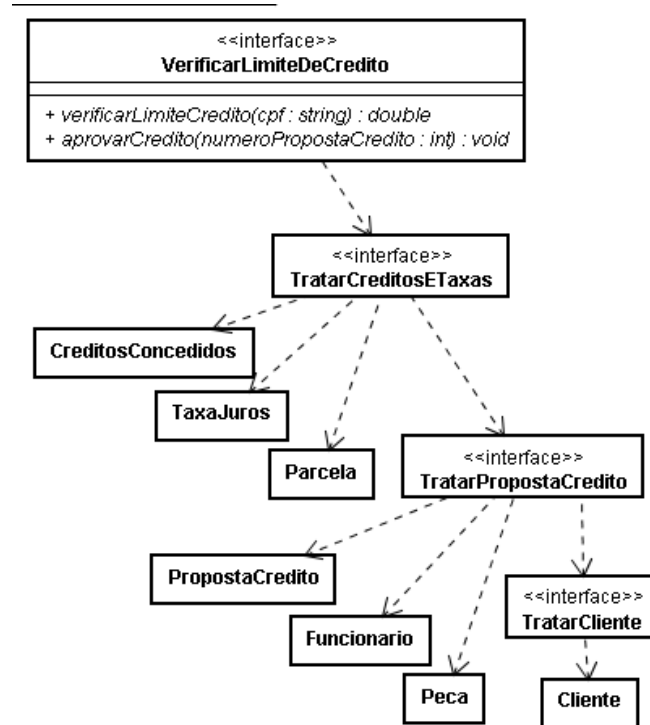 <<interface>>
VerificarLimiteDeCredito
+ verificarLimiteCredito(cpf : string) : double
+ aprovarCredito(numeroPropostaCredito : int) : void
<<interface>>
TratarCreditosETaxas
CreditosConcedidos
TaxaJuros
Parcela
<<interface>>
TratarPropostaCredito
PropostaCredito
Funcionario
Peca
<<interface>>
TratarCliente
Cliente